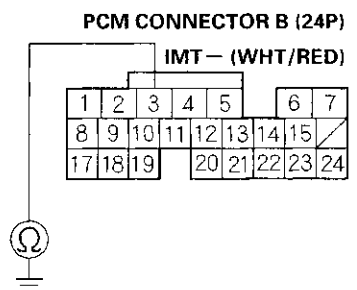 PCM CONNECTOR B (24P)
IMT— (WHT/RED)
1 2 3 4 5 6 7
8 9 10 11 12 13 14 15
17 18 19 20 21 22 23 24
Ω